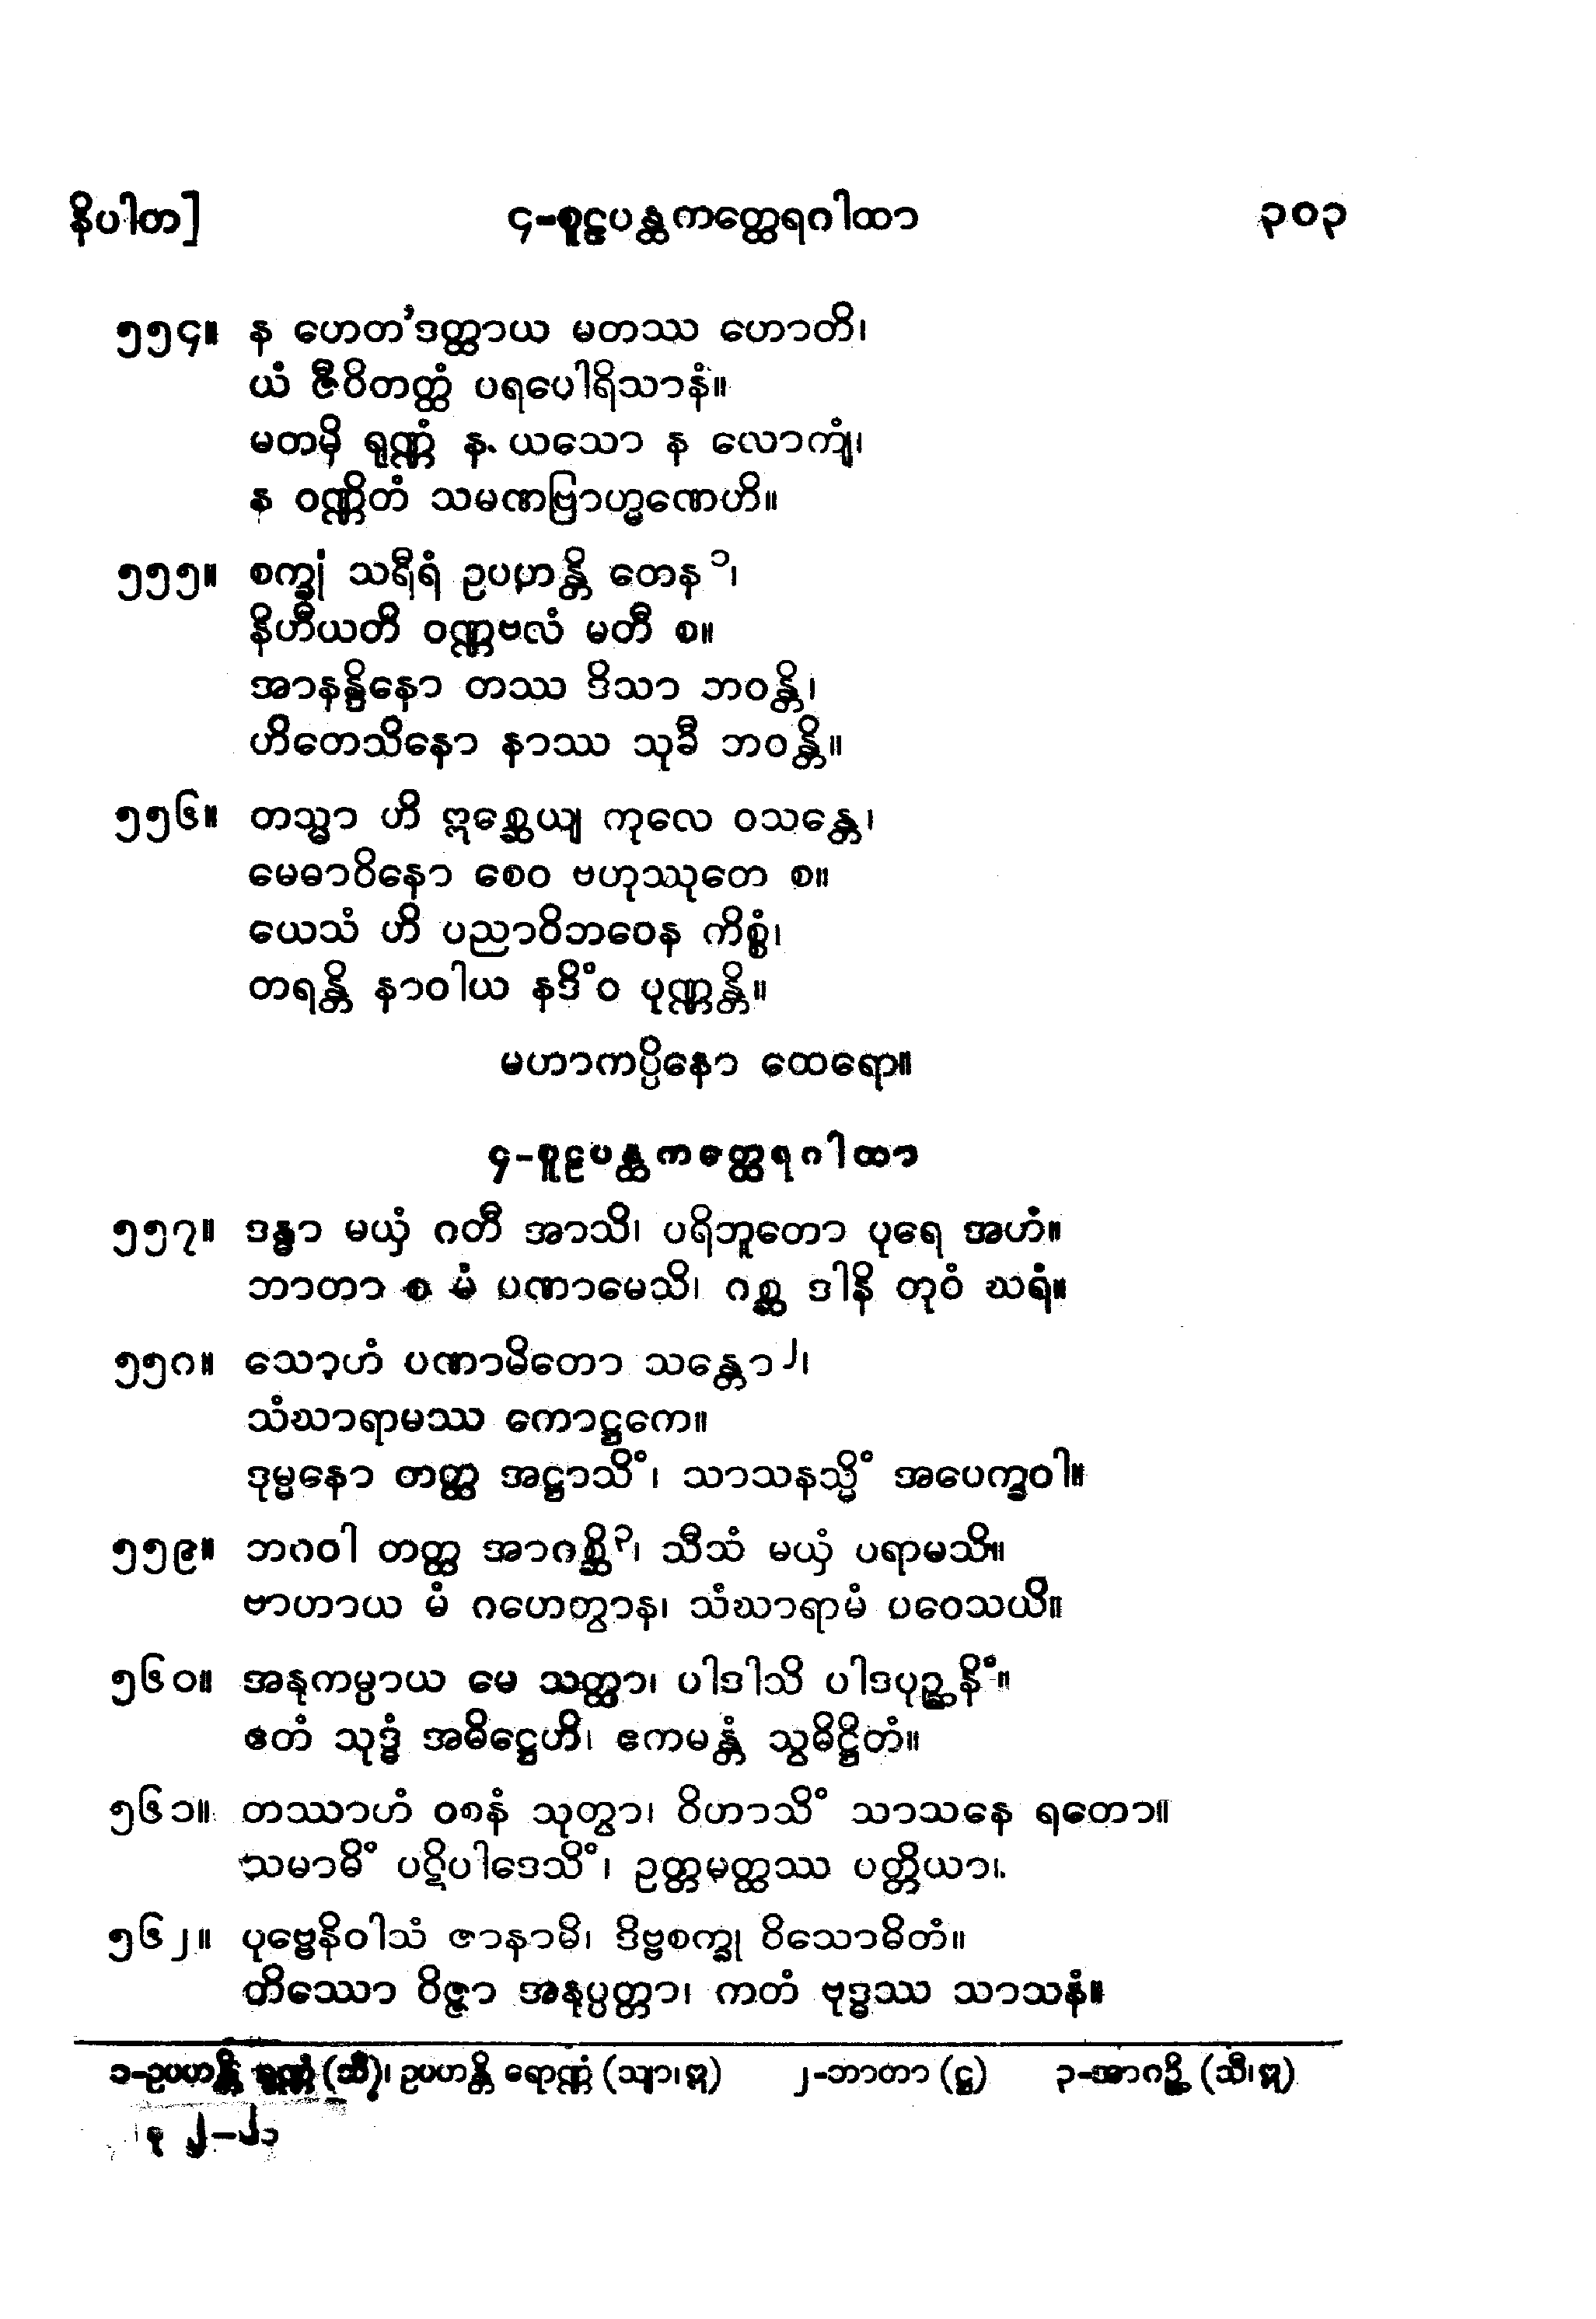 နိပါတ]
၄-စူဠပန္ထကတ္ထေရဂါထာ
၃၀၃
၅၅၄။ န ဟေတ’ဒတ္ထာယ မတဿ ဟောတိ၊
ယံ ဇီဝိတတ္ထံ ပရပေါရိသာနံ။
မတမှိ ရုဏ္ဏံ န ယသော န လောကျံ၊
န ဝဏ္ဏိတံ သမဏဗြာဟ္မဏေဟိ။
၅၅၅။ စက္ခုံ သရီရံ ဥပဟန္တိ တေန ၁၊
နိဟီယတိ ဝဏ္ဏဗလံ မတီ စ။
အာနန္ဒိနော တဿ ဒိသာ ဘဝန္တိ၊
ဟိတေသိနော နာဿ သုခီ ဘဝန္တိ။
၅၅၆။ တသ္မာ ဟိ ဣစ္ဆေယျ ကုလေ ဝသန္တေ၊
မေဓာဝိနော စေဝ ဗဟုဿုတေ စ။
ယေသံ ဟိ ပညာဝိဘဝေန ကိစ္စံ၊
တရန္တိ နာဝါယ နဒိံဝ ပုဏ္ဏန္တိ။
မဟာကပ္ပိနော ထေရော။
၄-စူဠပန္ထကတ္ထေရဂါထာ
၅၅၇။ ဒန္ဓာ မယှံ ဂတီ အာသိ၊ ပရိဘူတော ပုရေ အဟံ။
ဘာတာ စ မံ ပဏာမေသိ၊ ဂစ္ဆ ဒါနိ တုဝံ ဃရံ။
၅၅၈။ သောဟံ ပဏာမိတော သန္တော ၂၊
သံဃာရာမဿ ကောဋ္ဌကေ။
ဒုမ္မနော တတ္ထ အဋ္ဌာသိံ၊ သာသနသ္မိံ အပေက္ခဝါ။
၅၅၉။ ဘဂဝါ တတ္ထ အာဂစ္ဆိ၃၊ သီသံ မယှံ ပရာမသိ။
ဗာဟာယ မံ ဂဟေတွာန၊ သံဃာရာမံ ပဝေသယိ။
၅၆၀။ အနုကမ္ပာယ မေ သတ္ထာ၊ ပါဒါသိ ပါဒပုဉ္ဆနိံ။
ဧတံ သုဒ္ဓံ အဓိဋ္ဌေဟိ၊ ဧကမန္တံ သွဓိဋ္ဌိတံ။
၅၆၁။ တဿာဟံ ဝစနံ သုတွာ၊ ဝိဟာသိံ သာသနေ ရတော။
သမာဓိံ ပဋိပါဒေသိံ၊ ဥတ္တမတ္ထဿ ပတ္တိယာ။
၅၆၂။ ပုဗ္ဗေနိဝါသံ ဇာနာမိ၊ ဒိဗ္ဗစက္ခု ဝိသောဓိတံ။
တိဿော ဝိဇ္ဇာ အနုပ္ပတ္တာ၊ ကတံ ဗုဒ္ဓဿ သာသနံ။
၁-ဥပဟန္တိ ရုဏ္ဏံ (သီ)၊ ဥပဟန္တိ ရောဏ္ဏံ (သျာ၊ဣ) ၂-ဘာတာ (ဋ္ဌ) ၃-အာဂဉ္ဆိ (သီ၊ဣ)
ခု ၂-၂၁